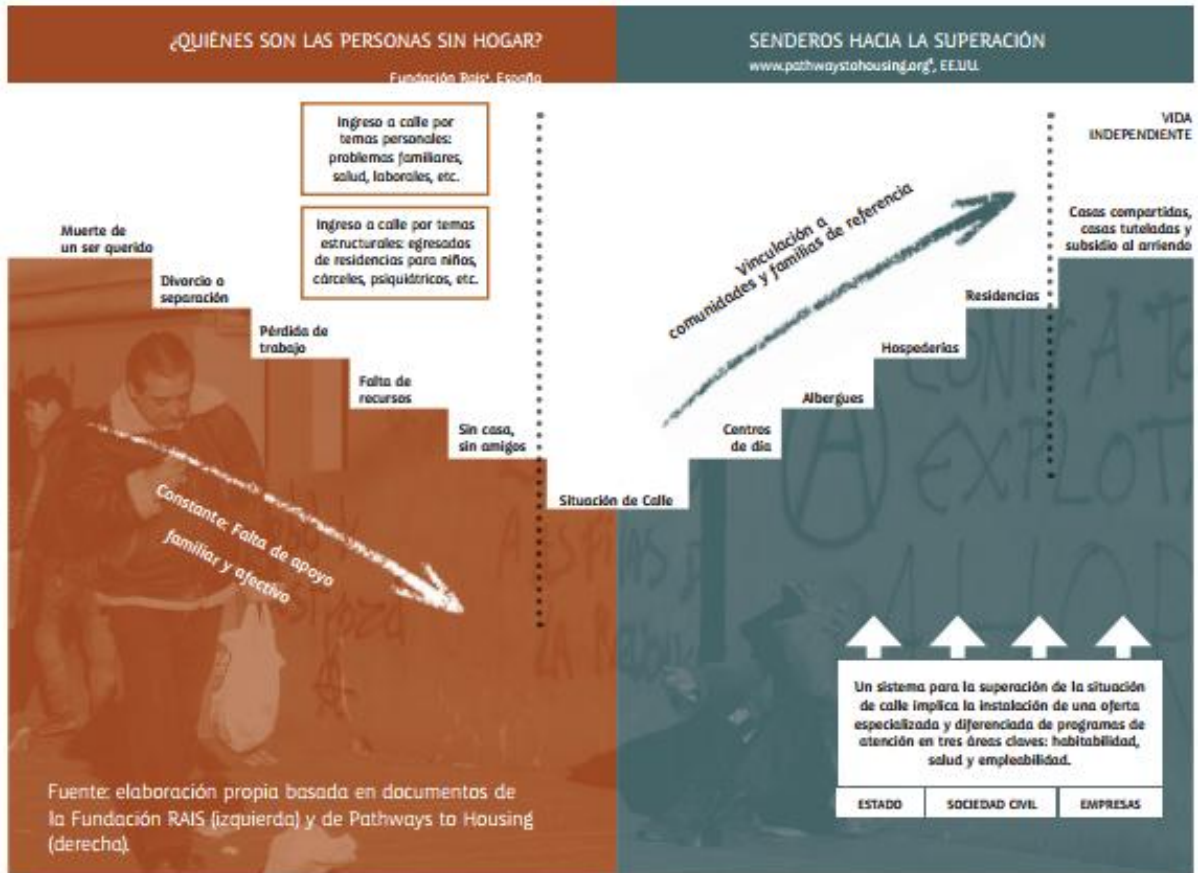 ¿QUIÉNES SON LAS PERSONAS SIN HOGAR?
Fundación Rais⁴, España
Ingreso a calle por
temas personales:
problemas familiares,
salud, laborales, etc.
Ingreso a calle por temas
estructurales: egresados
de residencias para niños,
cárceles, psiquiátricos, etc.
Muerte de
un ser querido
Divorcio o
separación
Pérdida de
trabajo
Falta de
recursos
Sin casa,
sin amigos
Constante: Falta de apoyo
familiar y afectivo
Situación de Calle
Fuente: elaboración propia basada en documentos de
la Fundación RAIS (izquierda) y de Pathways to Housing
(derecha).
SENDEROS HACIA LA SUPERACIÓN
www.pathwaystohousing.org⁵, EE.UU.
VIDA
INDEPENDIENTE
Vinculación a
comunidades y familias de referencia
Centros
de día
Albergues
Hospederías
Residencias
Casas compartidas,
casas tuteladas y
subsidio al arriendo
CONTRA
EXPLOT
Un sistema para la superación de la situación
de calle implica la instalación de una oferta
especializada y diferenciada de programas de
atención en tres áreas claves: habitabilidad,
salud y empleabilidad.
ESTADO
SOCIEDAD CIVIL
EMPRESAS